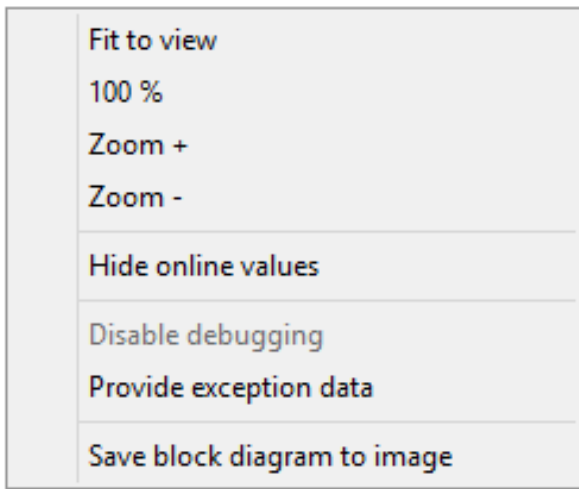 Fit to view
100 %
Zoom +
Zoom -
Hide online values
Disable debugging
Provide exception data
Save block diagram to image